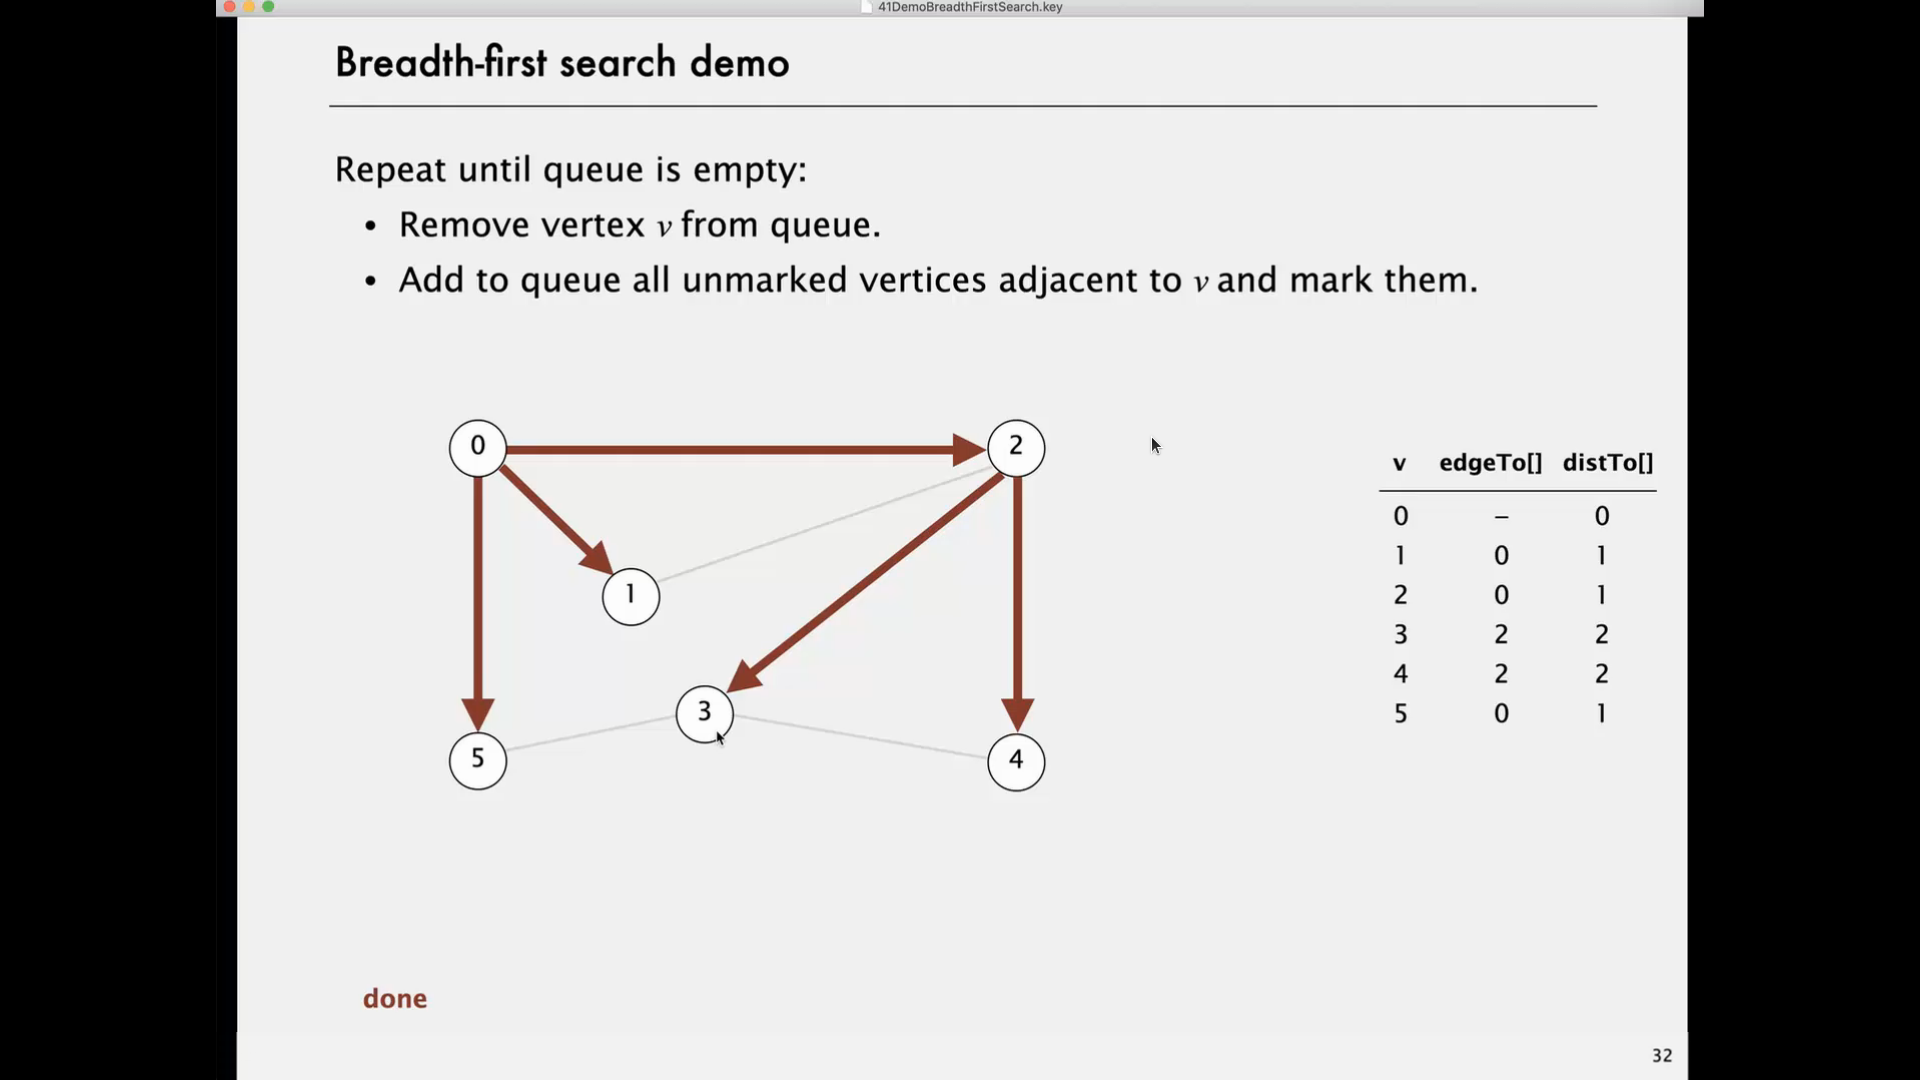 41DemoBreadthFirstSearch.key
Breadth-first search demo
Repeat until queue is empty:
• Remove vertex v from queue.
• Add to queue all unmarked vertices adjacent to v and mark them.
0
2
1
3
5
4
v edgeTo[] distTo[]
0 – 0
1 0 1
2 0 1
3 2 2
4 2 2
5 0 1
done
32